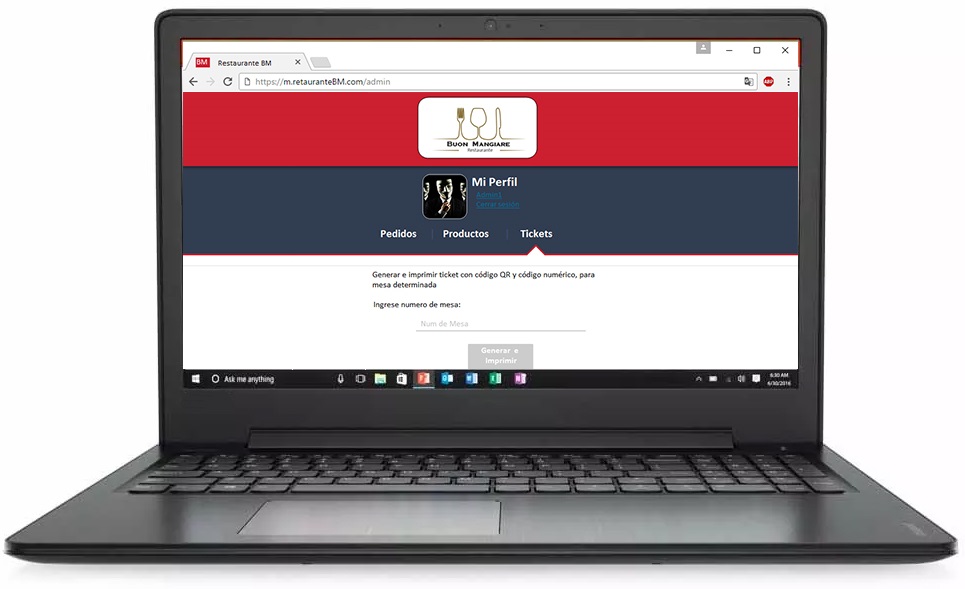 BM Restaurante BM
https://m.retauranteBM.com/admin
ABP
BUON MANGIARE
Restaurante
Mi Perfil
Admin1
Cerrar sesión
Pedidos
Productos
Tickets
Generar e imprimir ticket con código QR y código numérico, para
mesa determinada
Ingrese numero de mesa:
Num de Mesa
Generar e
Imprimir
Ask me anything
6:30 AM
6/30/2016